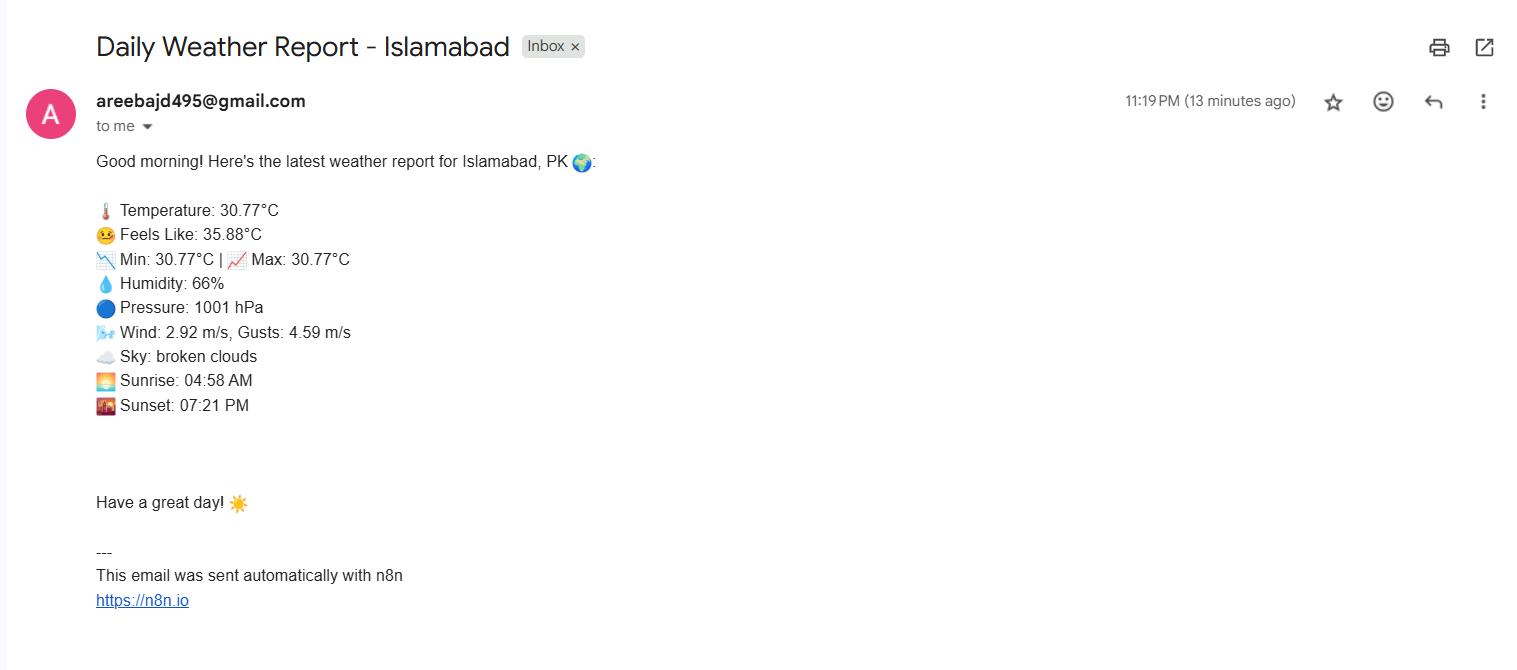 Daily Weather Report - Islamabad Inbox ×
A
areebajd495@gmail.com 11:19 PM (13 minutes ago)
to me
Good morning! Here's the latest weather report for Islamabad, PK 🌍:
🌡️ Temperature: 30.77°C
🤒 Feels Like: 35.88°C
📉 Min: 30.77°C | 📈 Max: 30.77°C
💧 Humidity: 66%
🔵 Pressure: 1001 hPa
🌬️ Wind: 2.92 m/s, Gusts: 4.59 m/s
☁️ Sky: broken clouds
🌅 Sunrise: 04:58 AM
🌇 Sunset: 07:21 PM
Have a great day! ☀️
---
This email was sent automatically with n8n
https://n8n.io